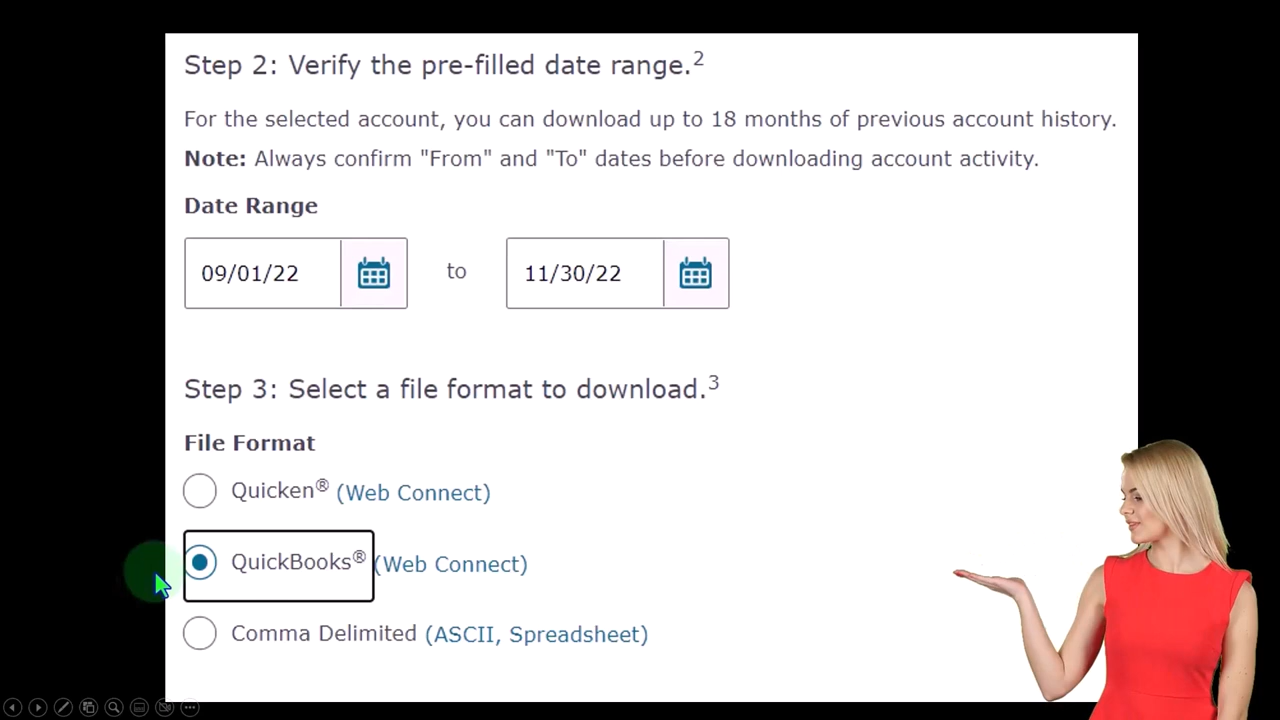 Step 2: Verify the pre-filled date range.²
For the selected account, you can download up to 18 months of previous account history.
Note: Always confirm "From" and "To" dates before downloading account activity.
Date Range
09/01/22 to 11/30/22
Step 3: Select a file format to download.³
File Format
Quicken® (Web Connect)
QuickBooks® (Web Connect)
Comma Delimited (ASCII, Spreadsheet)